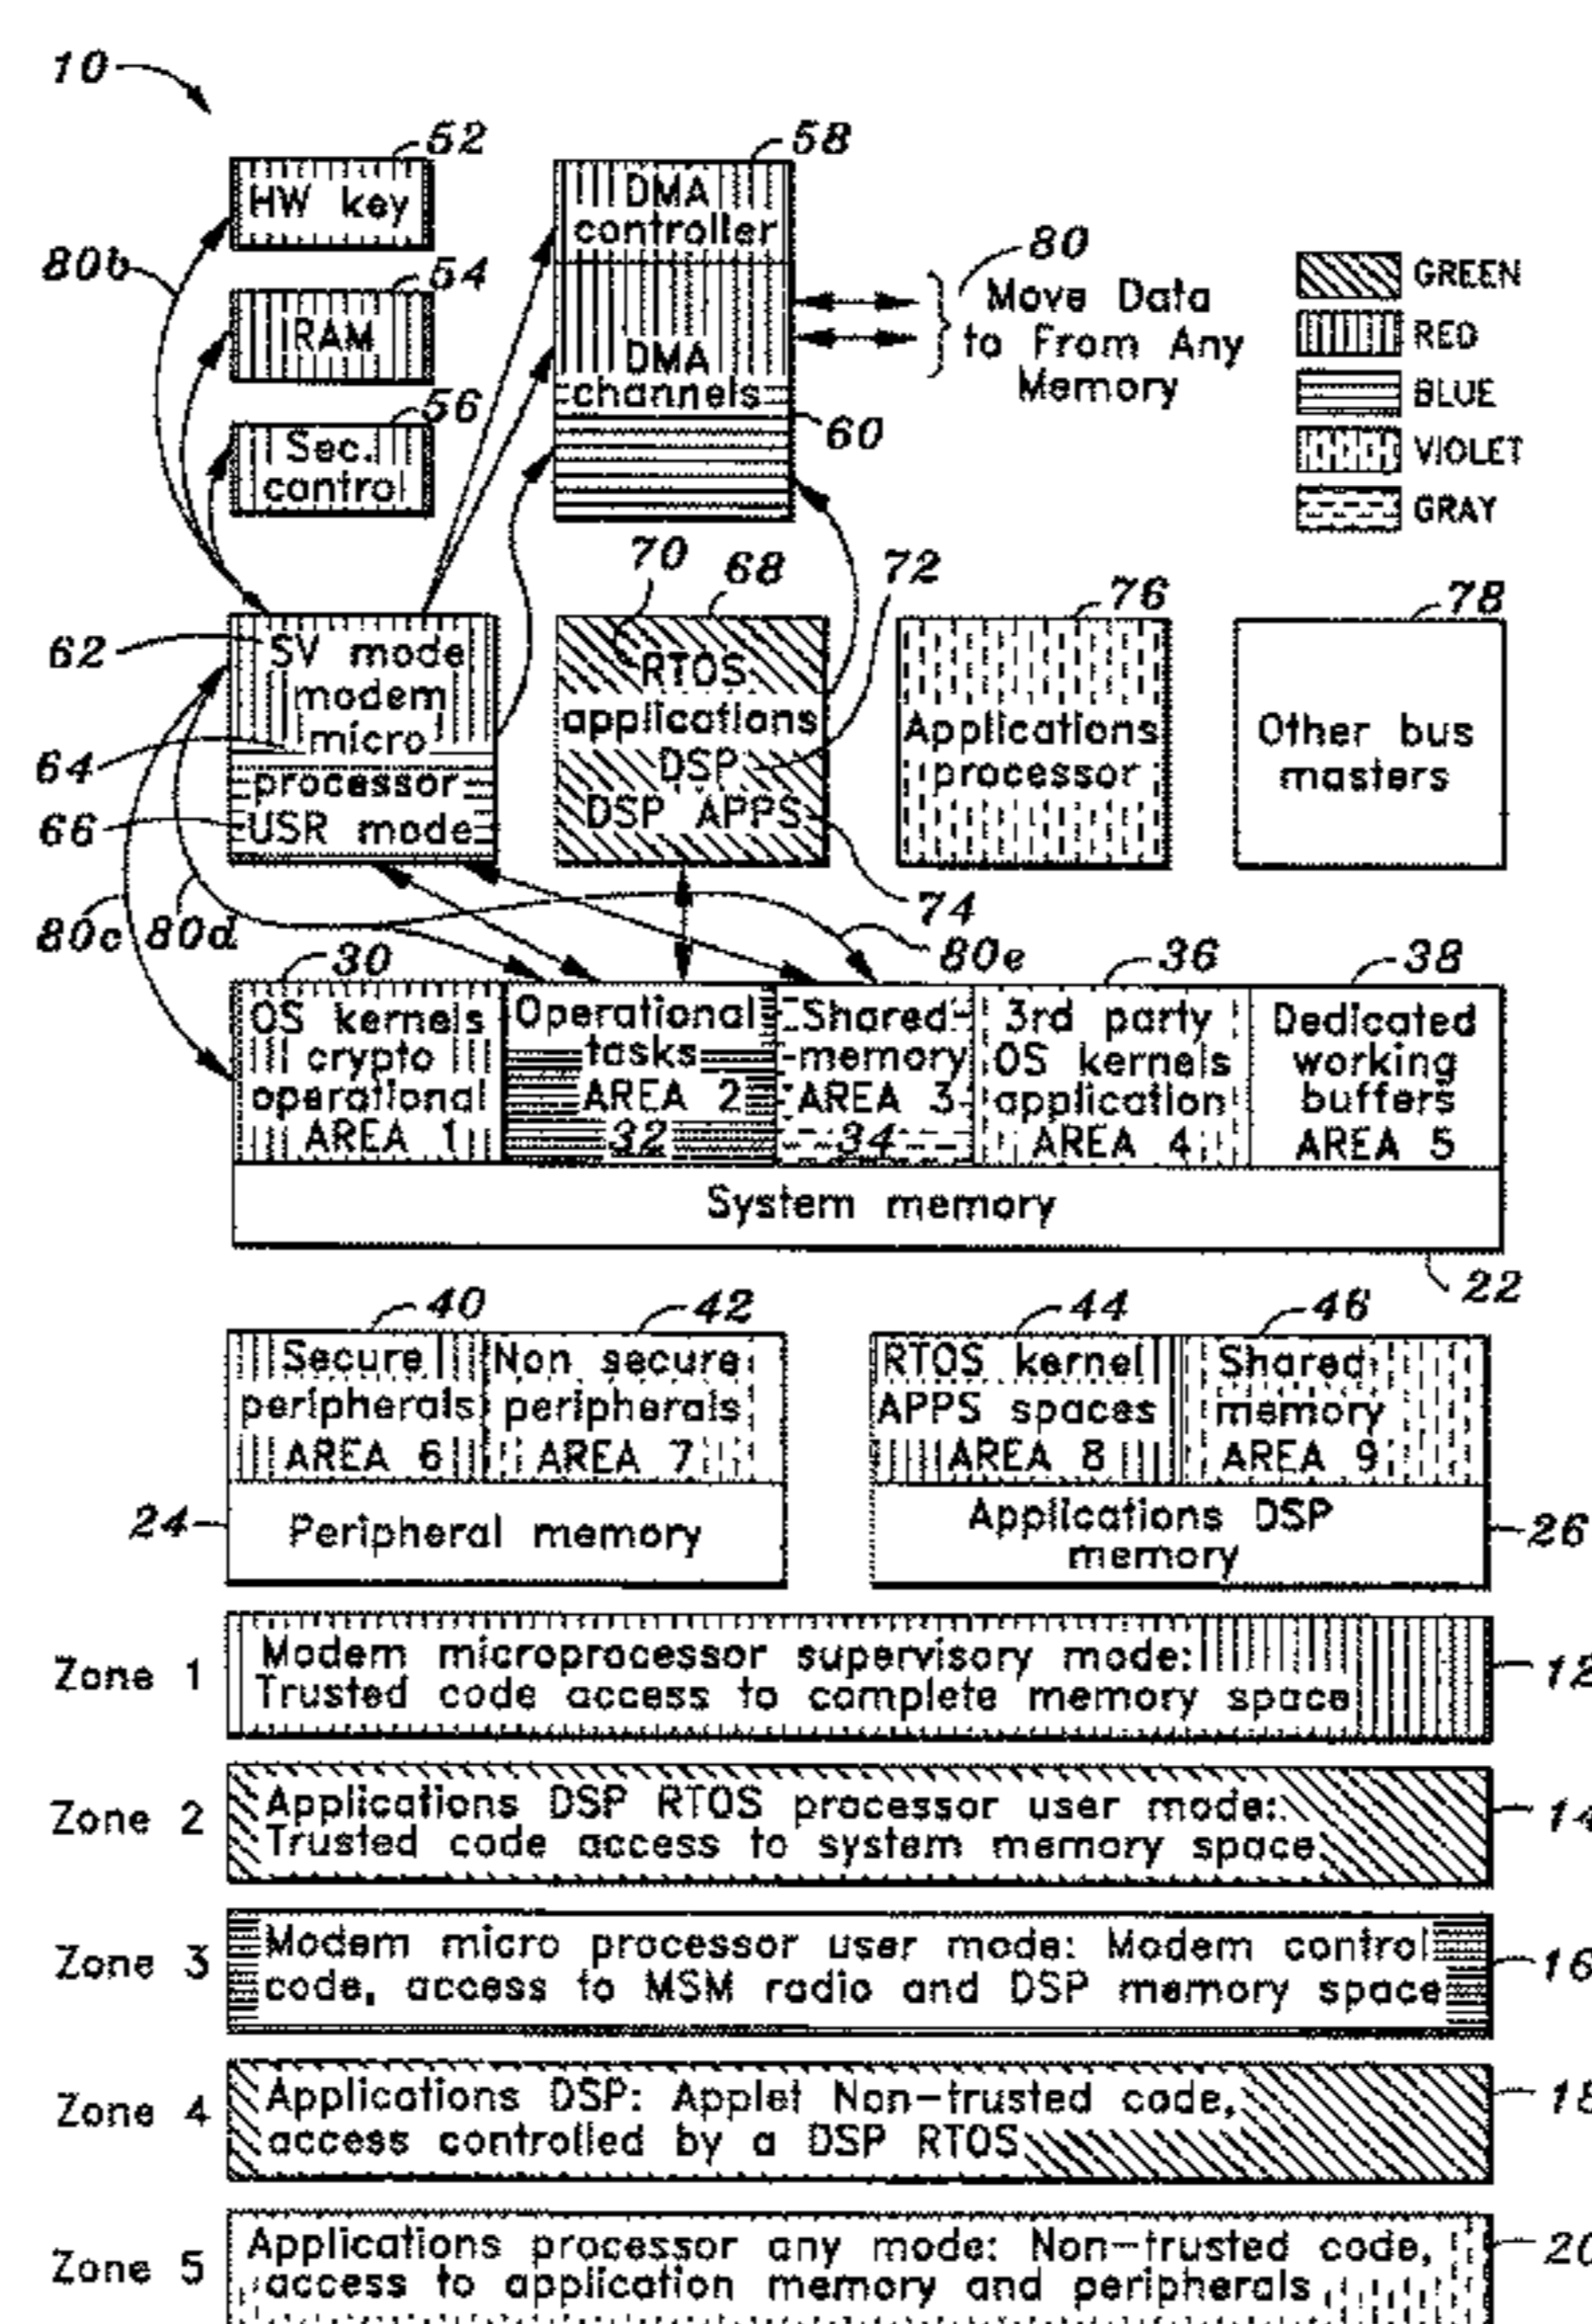 10
52
58
HW key
DMA
controller
80b
80
54
Move Data
to From Any
Memory
GREEN
IRAM
DMA
channels
RED
56
BLUE
60
Sec.
control
VIOLET
GRAY
70
68
72
76
78
62
SV mode
modem
micro
64
processor
66
USR mode
RTOS
applications
DSP
DSP APPS
Applications
processor
Other bus
masters
74
80c
80d
80e
30
36
38
OS kernels
crypto
operational
AREA 1
Operational
tasks
AREA 2
32
Shared
memory
AREA 3
34
3rd party
OS kernels
application
AREA 4
Dedicated
working
buffers
AREA 5
System memory
22
40
42
44
46
Secure
peripherals
AREA 6
Non secure
peripherals
AREA 7
RTOS kernel
APPS spaces
AREA 8
Shared
memory
AREA 9
24
Peripheral memory
Applications DSP
memory
26
Zone 1
Modem microprocessor supervisory mode:
Trusted code access to complete memory space
12
Zone 2
Applications DSP RTOS processor user mode:
Trusted code access to system memory space
14
Zone 3
Modem micro processor user mode: Modem control
code, access to MSM radio and DSP memory space
16
Zone 4
Applications DSP: Applet Non-trusted code,
access controlled by a DSP RTOS
18
Zone 5
Applications processor any mode: Non-trusted code,
access to application memory and peripherals
20